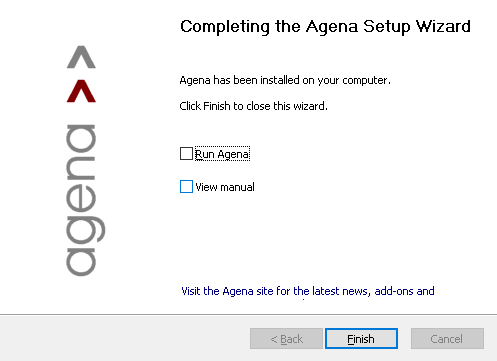 Completing the Agena Setup Wizard
agena
Agena has been installed on your computer.
Click Finish to close this wizard.
Run Agena
View manual
Visit the Agena site for the latest news, add-ons and
< Back
Finish
Cancel